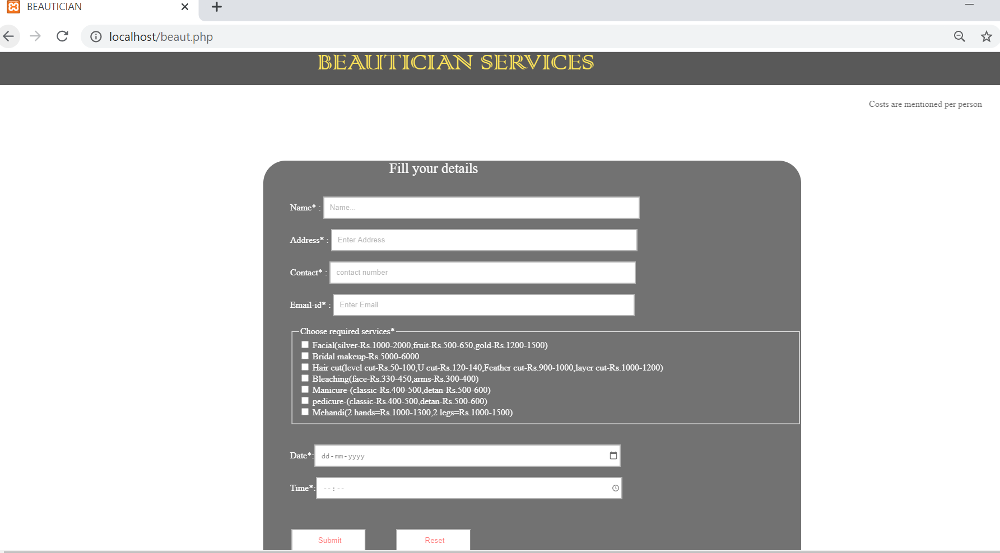 BEAUTICIAN
localhost/beaut.php
BEAUTICIAN SERVICES
Costs are mentioned per person
Fill your details
Name* : Name...
Address* : Enter Address
Contact* : contact number
Email-id* : Enter Email
Choose required services*
Facial(silver-Rs.1000-2000,fruit-Rs.500-650,gold-Rs.1200-1500)
Bridal makeup-Rs.5000-6000
Hair cut(level cut-Rs.50-100,U cut-Rs.120-140,Feather cut-Rs.900-1000,layer cut-Rs.1000-1200)
Bleaching(face-Rs.330-450,arms-Rs.300-400)
Manicure-(classic-Rs.400-500,detan-Rs.500-600)
pedicure-(classic-Rs.400-500,detan-Rs.500-600)
Mehandi(2 hands=Rs.1000-1300,2 legs=Rs.1000-1500)
Date*: dd-mm-yyyy
Time*: --:--
Submit Reset